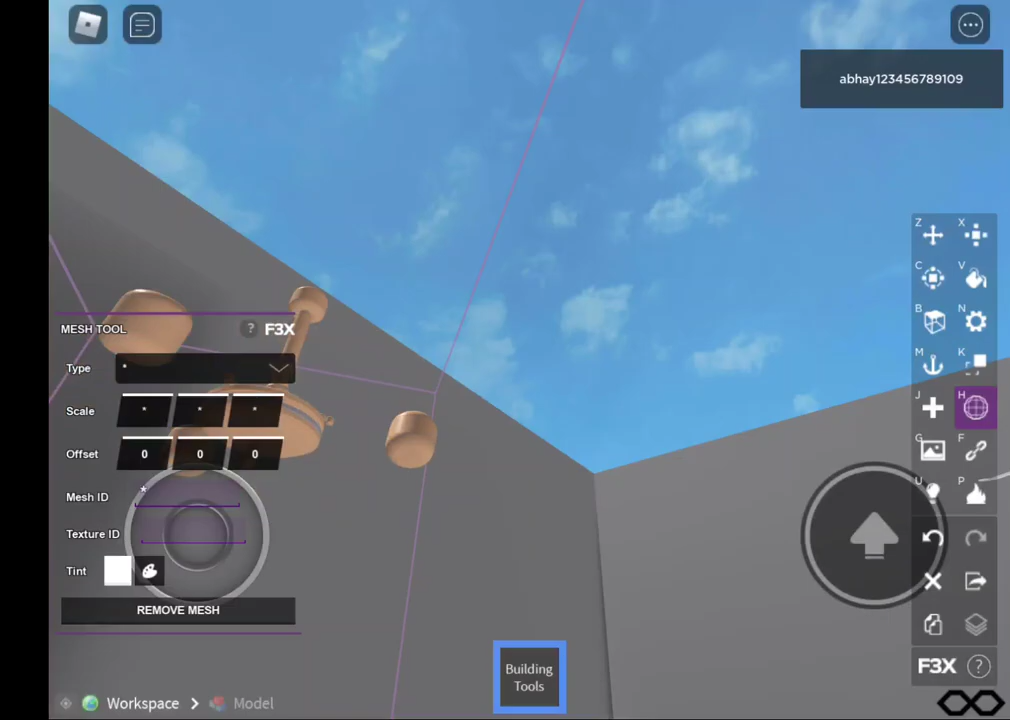 abhay123456789109
MESH TOOL ? F3X
Type *
Scale * * *
Offset 0 0 0
Mesh ID *
Texture ID
Tint
REMOVE MESH
Z X
C V
B N
M K
J H
G F
U P
F3X ?
Building
Tools
Workspace > Model